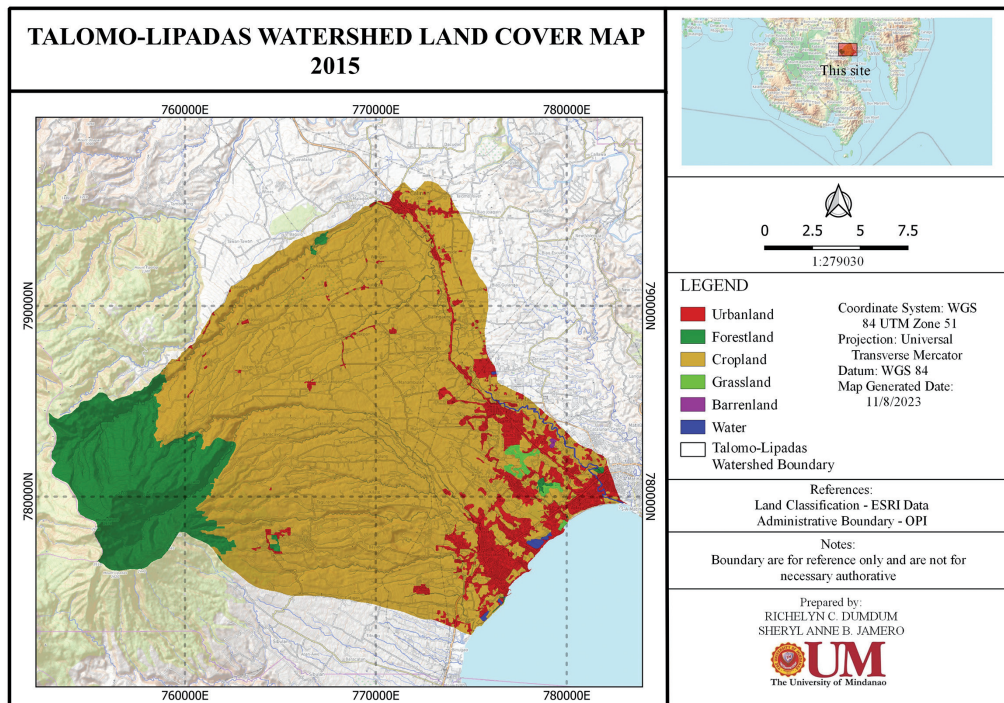 TALOMO-LIPADAS WATERSHED LAND COVER MAP
2015
760000E
770000E
780000E
790000N
790000N
780000N
780000N
760000E
770000E
780000E
This site
0
2.5
5
7.5
1:279030
LEGEND
Urbanland
Forestland
Cropland
Grassland
Barrenland
Water
Talomo-Lipadas
Watershed Boundary
Coordinate System: WGS
84 UTM Zone 51
Projection: Universal
Transverse Mercator
Datum: WGS 84
Map Generated Date:
11/8/2023
References:
Land Classification - ESRI Data
Administrative Boundary - OPI
Notes:
Boundary are for reference only and are not for
necessary authorative
Prepared by:
RICHELYN C. DUMDUM
SHERYL ANNE B. JAMERO
UM
The University of Mindanao